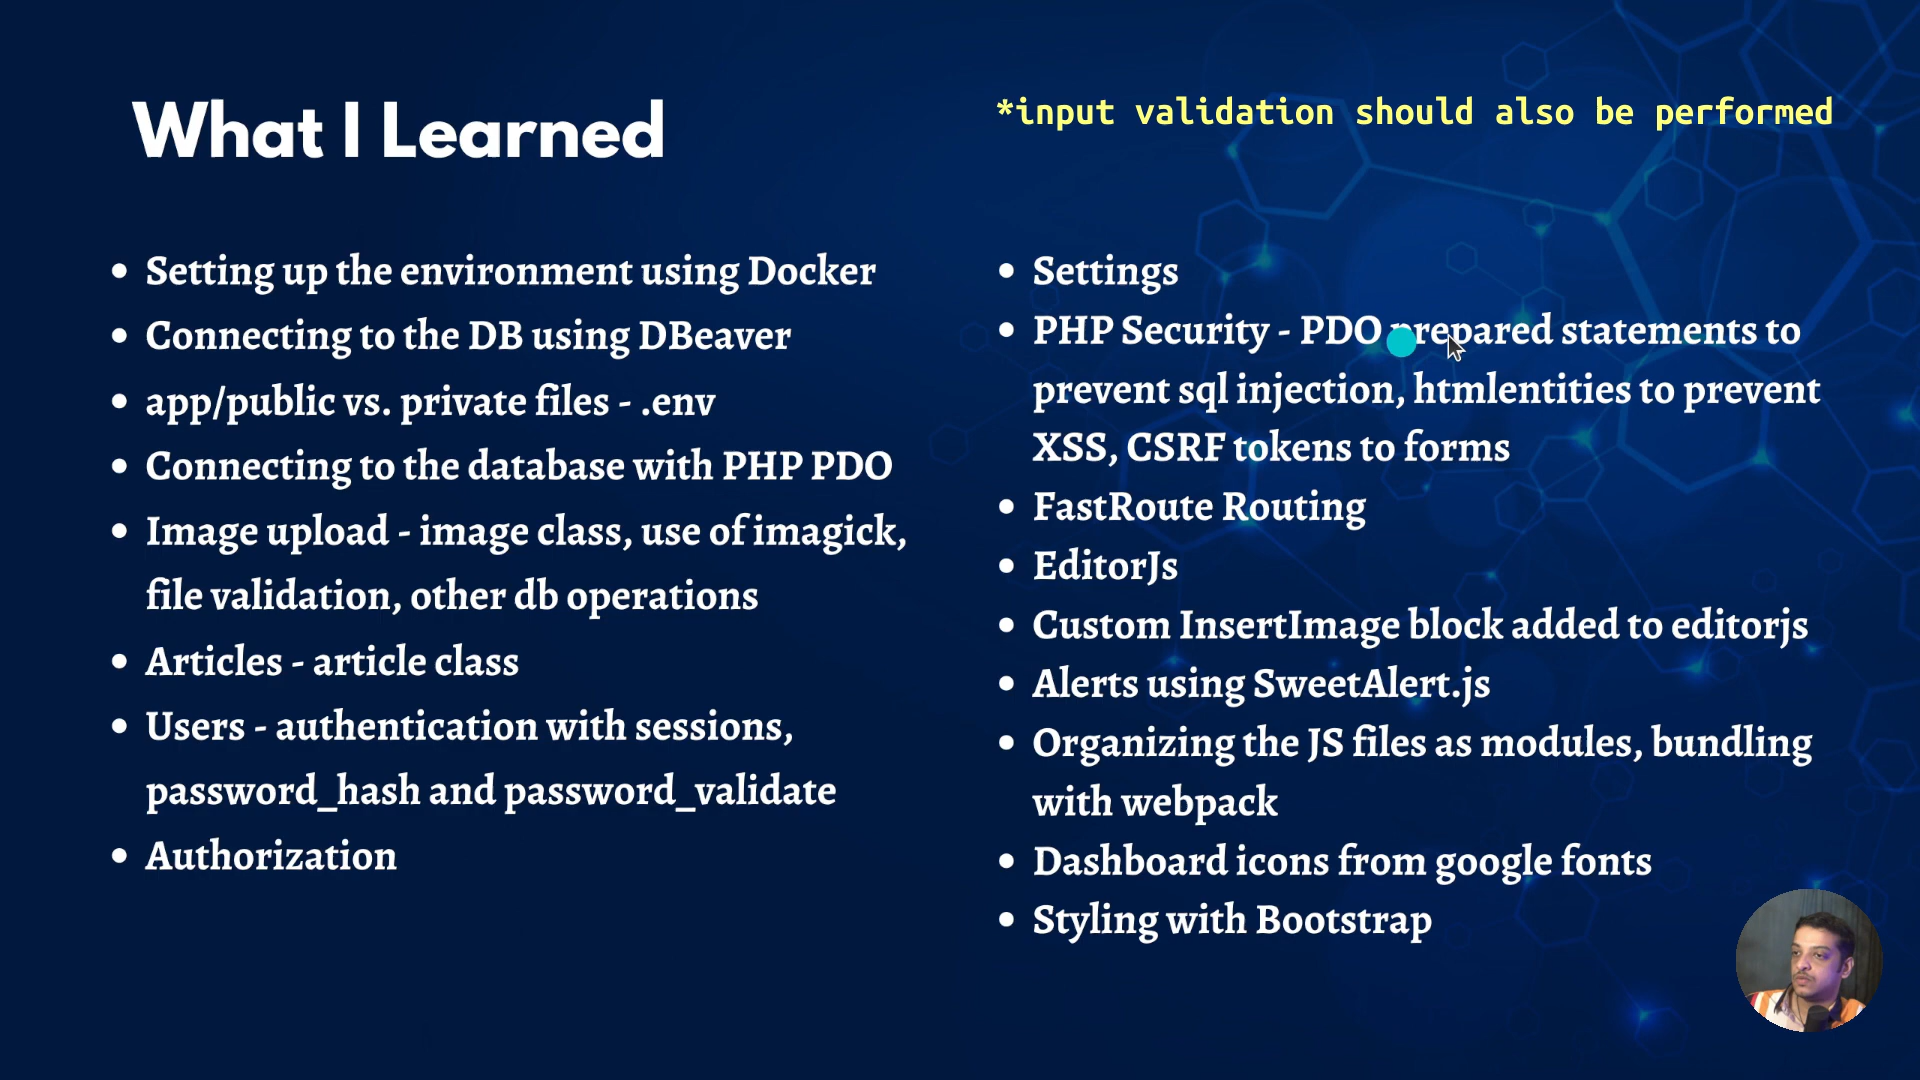 What I Learned
*input validation should also be performed
• Setting up the environment using Docker
• Connecting to the DB using DBeaver
• app/public vs. private files - .env
• Connecting to the database with PHP PDO
• Image upload - image class, use of imagick,
file validation, other db operations
• Articles - article class
• Users - authentication with sessions,
password_hash and password_validate
• Authorization
• Settings
• PHP Security - PDO prepared statements to
prevent sql injection, htmlentities to prevent
XSS, CSRF tokens to forms
• FastRoute Routing
• EditorJs
• Custom InsertImage block added to editorjs
• Alerts using SweetAlert.js
• Organizing the JS files as modules, bundling
with webpack
• Dashboard icons from google fonts
• Styling with Bootstrap